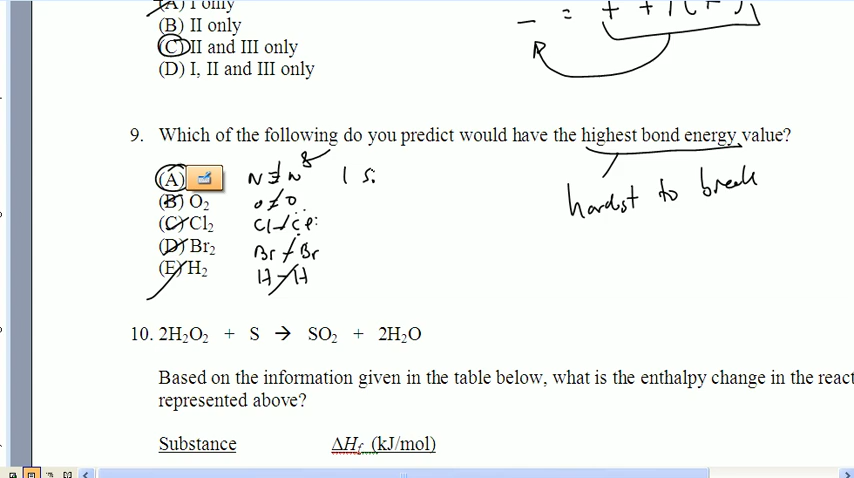 (A) I only
(B) II only
(C) II and III only
(D) I, II and III only
9. Which of the following do you predict would have the highest bond energy value?
(A) N≡N
(B) O₂ O=O
(C) Cl₂ Cl-Cl
(D) Br₂ Br-Br
(E) H₂ H-H
hardest to break
10. 2H₂O₂ + S → SO₂ + 2H₂O
Based on the information given in the table below, what is the enthalpy change in the react
represented above?
Substance ΔHf (kJ/mol)